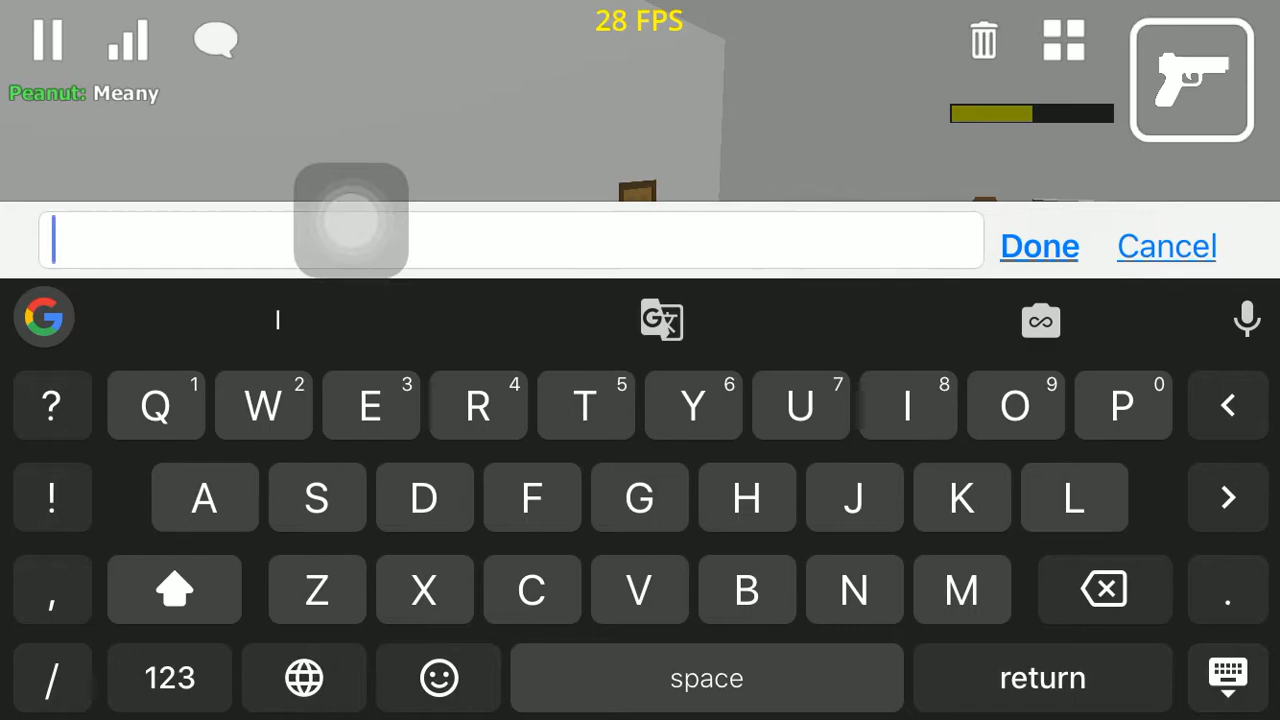 28 FPS
Peanut: Meany
Done Cancel
I
? Q 1 W 2 E 3 R 4 T 5 Y 6 U 7 I 8 O 9 P 0 <
! A S D F G H J K L >
, Z X C V B N M .
/ 123 space return